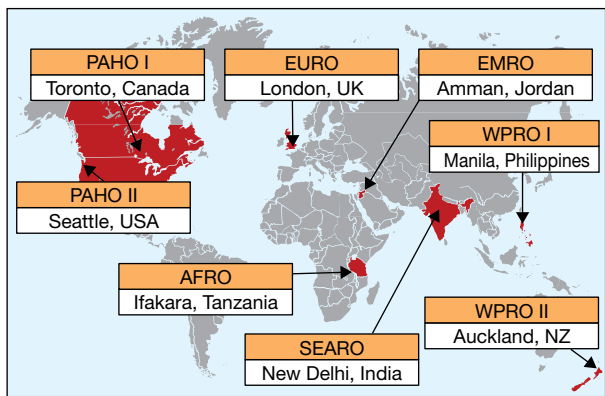 PAHO I
Toronto, Canada
EURO
London, UK
EMRO
Amman, Jordan
WPRO I
Manila, Philippines
PAHO II
Seattle, USA
AFRO
Ifakara, Tanzania
SEARO
New Delhi, India
WPRO II
Auckland, NZ